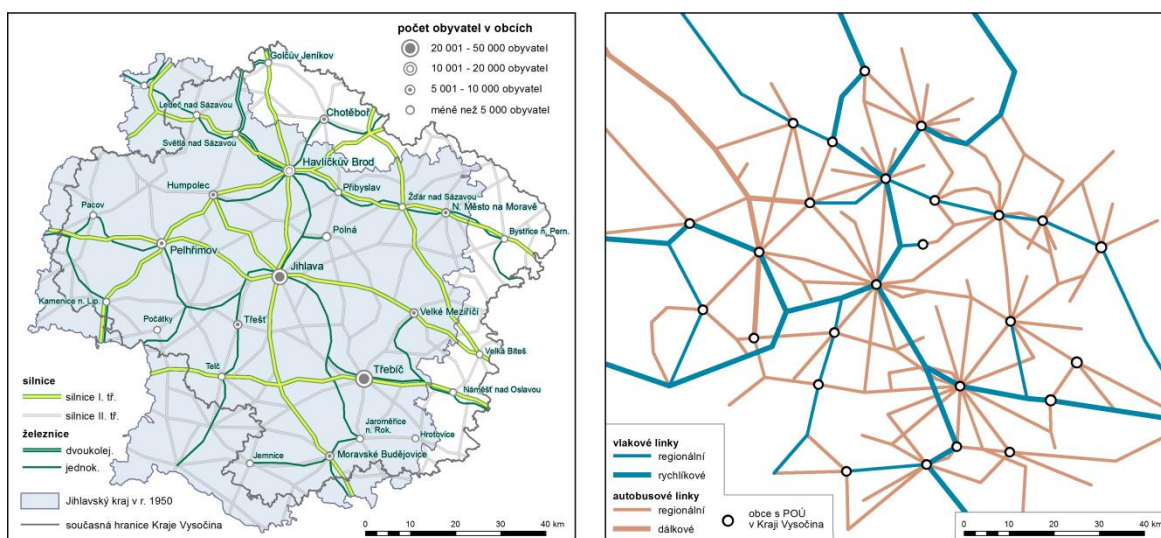 počet obyvatel v obcích
20 001 - 50 000 obyvatel
10 001 - 20 000 obyvatel
5 001 - 10 000 obyvatel
méně než 5 000 obyvatel
Golčův Jeníkov
Ledeč nad Sázavou
Chotěboř
Světlá nad Sázavou
Havlíčkův Brod
Humpolec
Přibyslav
Žďár nad Sázavou
N. Město na Moravě
Pacov
Bystřice n. Pern.
Polná
Pelhřimov
Jihlava
Kamenice n. Lip.
Počátky
Třešť
Velké Meziříčí
Velká Bíteš
Telč
Třebíč
Náměšť nad Oslavou
Jaroměřice
n. Rok.
Hrotovice
Jemnice
Moravské Budějovice
silnice
silnice I. tř.
silnice II. tř.
železnice
dvoukolej.
jednok.
Jihlavský kraj v r. 1950
současná hranice Kraje Vysočina
0 10 20 30 40 km
vlakové linky
regionální
rychlíkové
autobusové linky
regionální
dálkové
obce s POÚ
v Kraji Vysočina
0 10 20 30 40 km